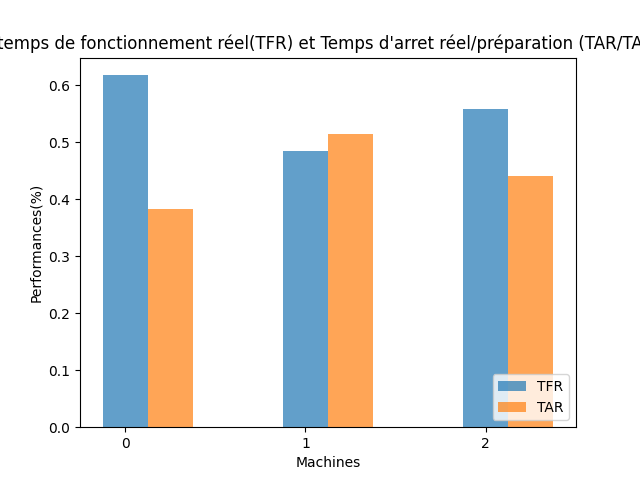 temps de fonctionnement réel(TFR) et Temps d'arret réel/préparation (TAR/TA
Performances(%)
0.6
0.5
0.4
0.3
0.2
0.1
0.0
0 1 2
Machines
TFR
TAR